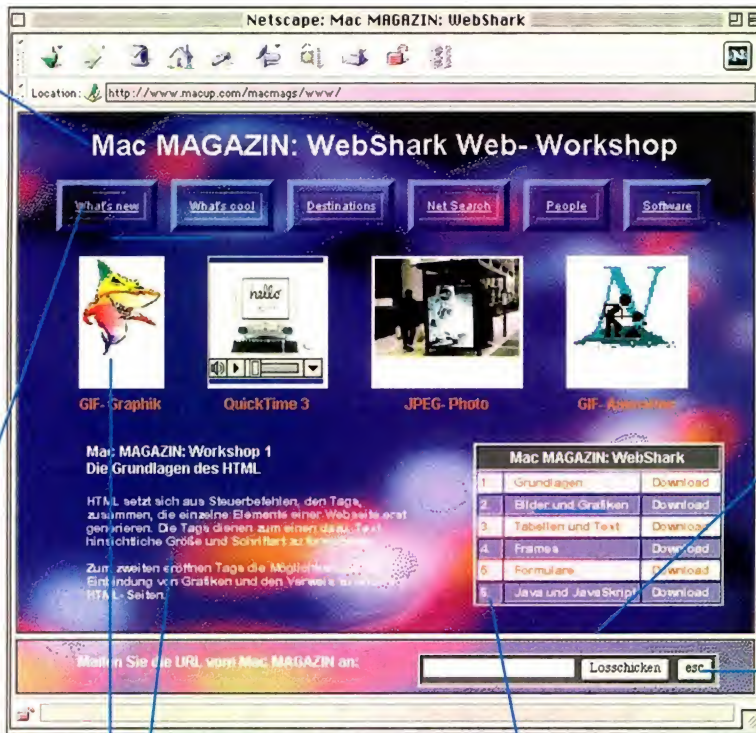 Netscape: Mac MAGAZIN: WebShark
Location: http://www.macup.com/macmags/www/
Mac MAGAZIN: WebShark Web- Workshop
What's new What's cool Destinations Net Search People Software
hello
GIF- Graphik QuickTime 3 JPEG- Photo GIF-
Mac MAGAZIN: Workshop 1
Die Grundlagen des HTML
HTML setzt sich aus Steuerbefehlen, den Tags,
zusammen, die einzelne Elemente einer Webseite erst
generieren. Die Tags dienen zum einen dazu, Text
hinsichtliche Größe und Schriftart zu
Zum zweiten eröffnen Tags die
Einbindung von Grafiken und den Verweis
HTML- Seiten.
Mac MAGAZIN: WebShark
1 Grundlagen Download
2. Bilder und Grafiken Download
3. Tabellen und Text Download
4. Frames Download
5. Formulare Download
6. Java und JavaSkript Download
Mailen Sie die URL vom Mac MAGAZIN an:
Losschicken esc